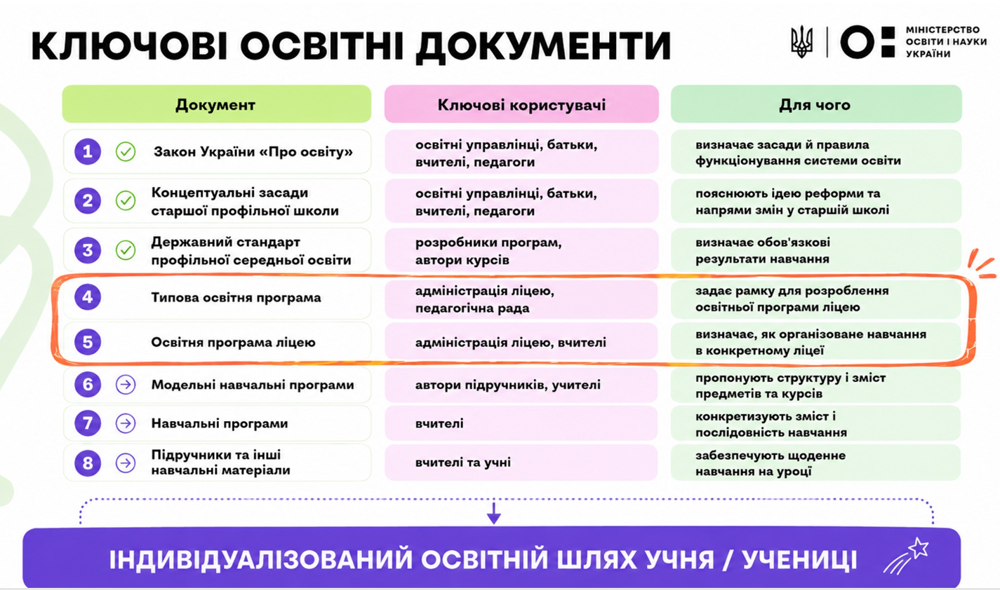 КЛЮЧОВІ ОСВІТНІ ДОКУМЕНТИ
МІНІСТЕРСТВО
ОСВІТИ І НАУКИ
УКРАЇНИ
Документ
Ключові користувачі
Для чого
1
Закон України «Про освіту»
освітні управлінці, батьки,
вчителі, педагоги
визначає засади й правила
функціонування системи освіти
2
Концептуальні засади
старшої профільної школи
освітні управлінці, батьки,
вчителі, педагоги
пояснюють ідею реформи та
напрями змін у старшій школі
3
Державний стандарт
профільної середньої освіти
розробники програм,
автори курсів
визначає обов'язкові
результати навчання
4
Типова освітня програма
адміністрація ліцею,
педагогічна рада
задає рамку для розроблення
освітньої програми ліцею
5
Освітня програма ліцею
адміністрація ліцею, вчителі
визначає, як організоване навчання
в конкретному ліцеї
6
Модельні навчальні програми
автори підручників, учителі
пропонують структуру і зміст
предметів та курсів
7
Навчальні програми
вчителі
конкретизують зміст і
послідовність навчання
8
Підручники та інші
навчальні матеріали
вчителі та учні
забезпечують щоденне
навчання на уроці
ІНДИВІДУАЛІЗОВАНИЙ ОСВІТНІЙ ШЛЯХ УЧНЯ / УЧЕНИЦІ